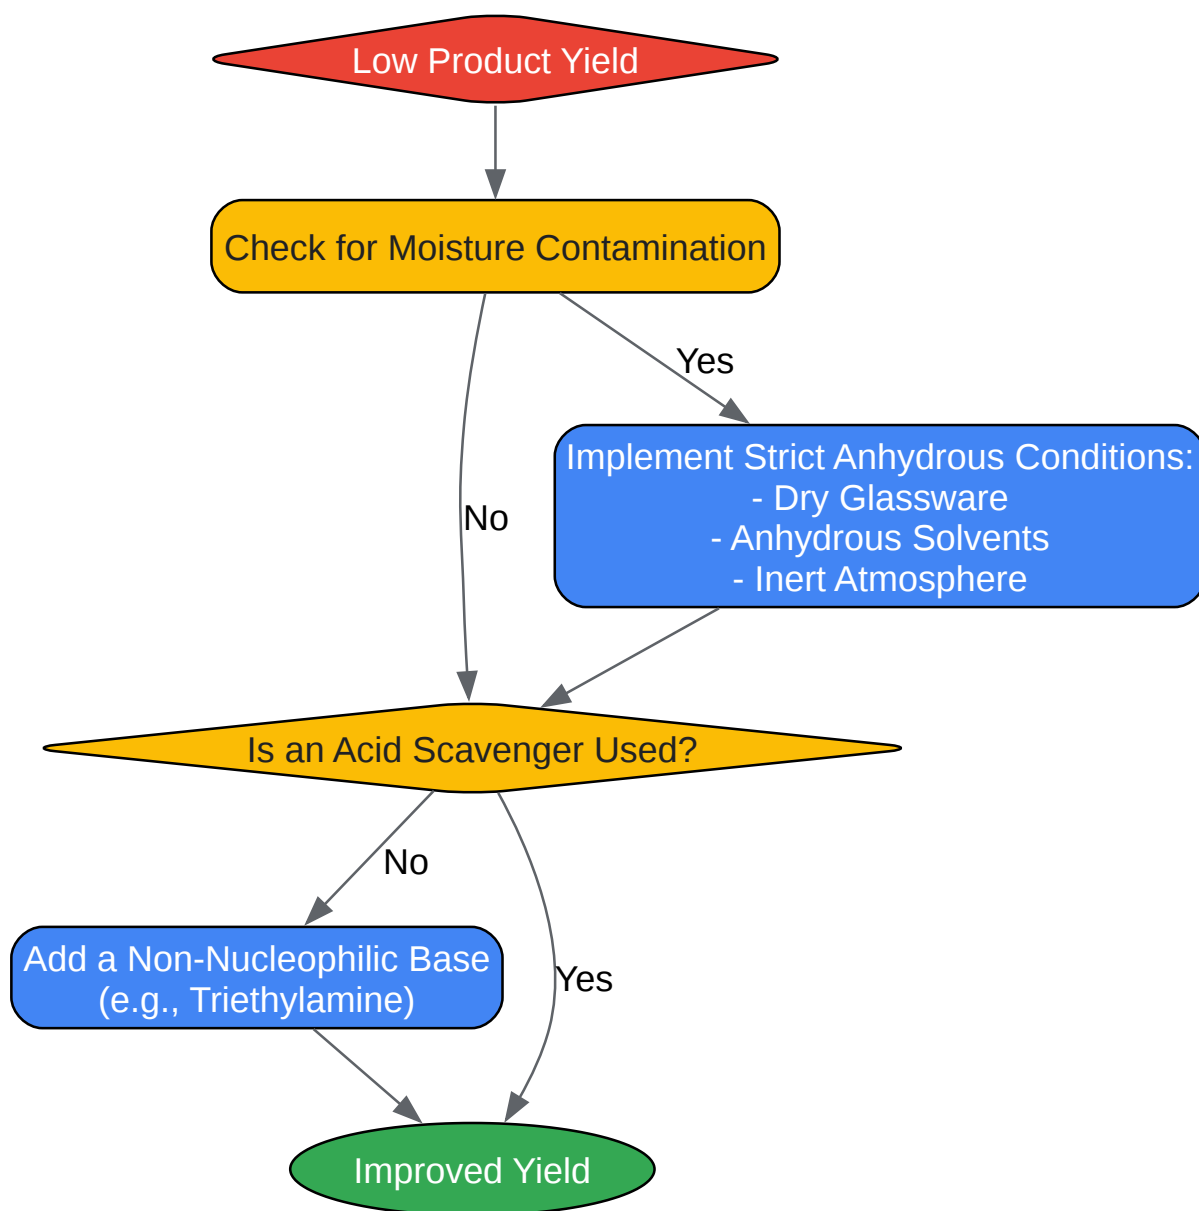 Low Product Yield
Check for Moisture Contamination
Yes
Implement Strict Anhydrous Conditions:
- Dry Glassware
- Anhydrous Solvents
- Inert Atmosphere
No
Is an Acid Scavenger Used?
No
Add a Non-Nucleophilic Base
(e.g., Triethylamine)
Yes
Improved Yield